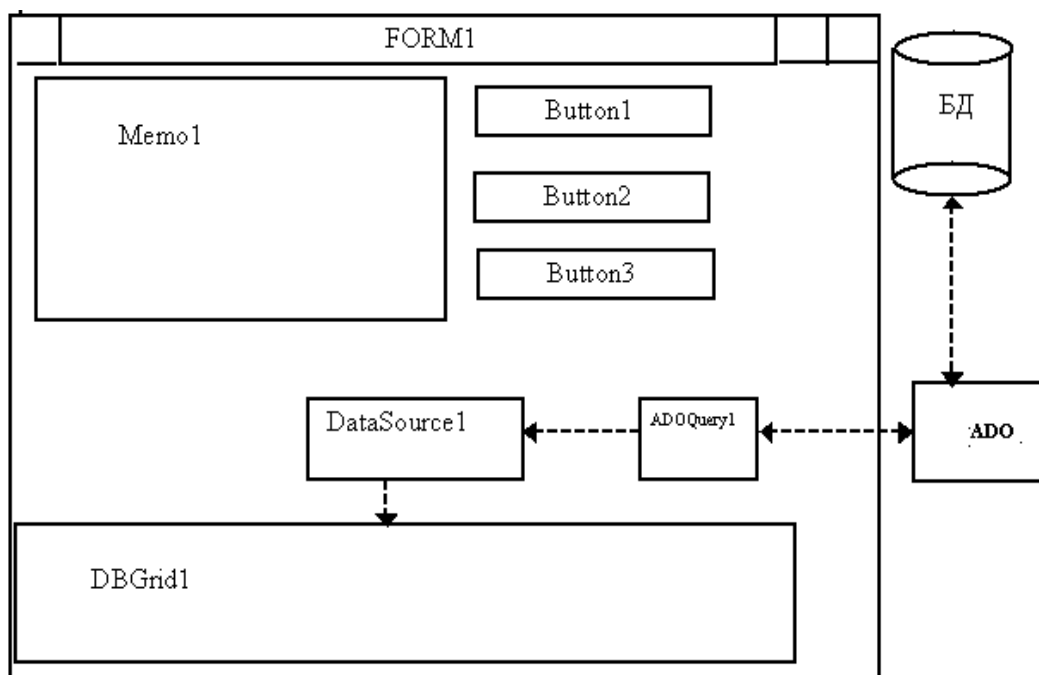 FORM1
Memo1
Button1
Button2
Button3
БД
DataSource1
ADOQuery1
ADO
DBGrid1